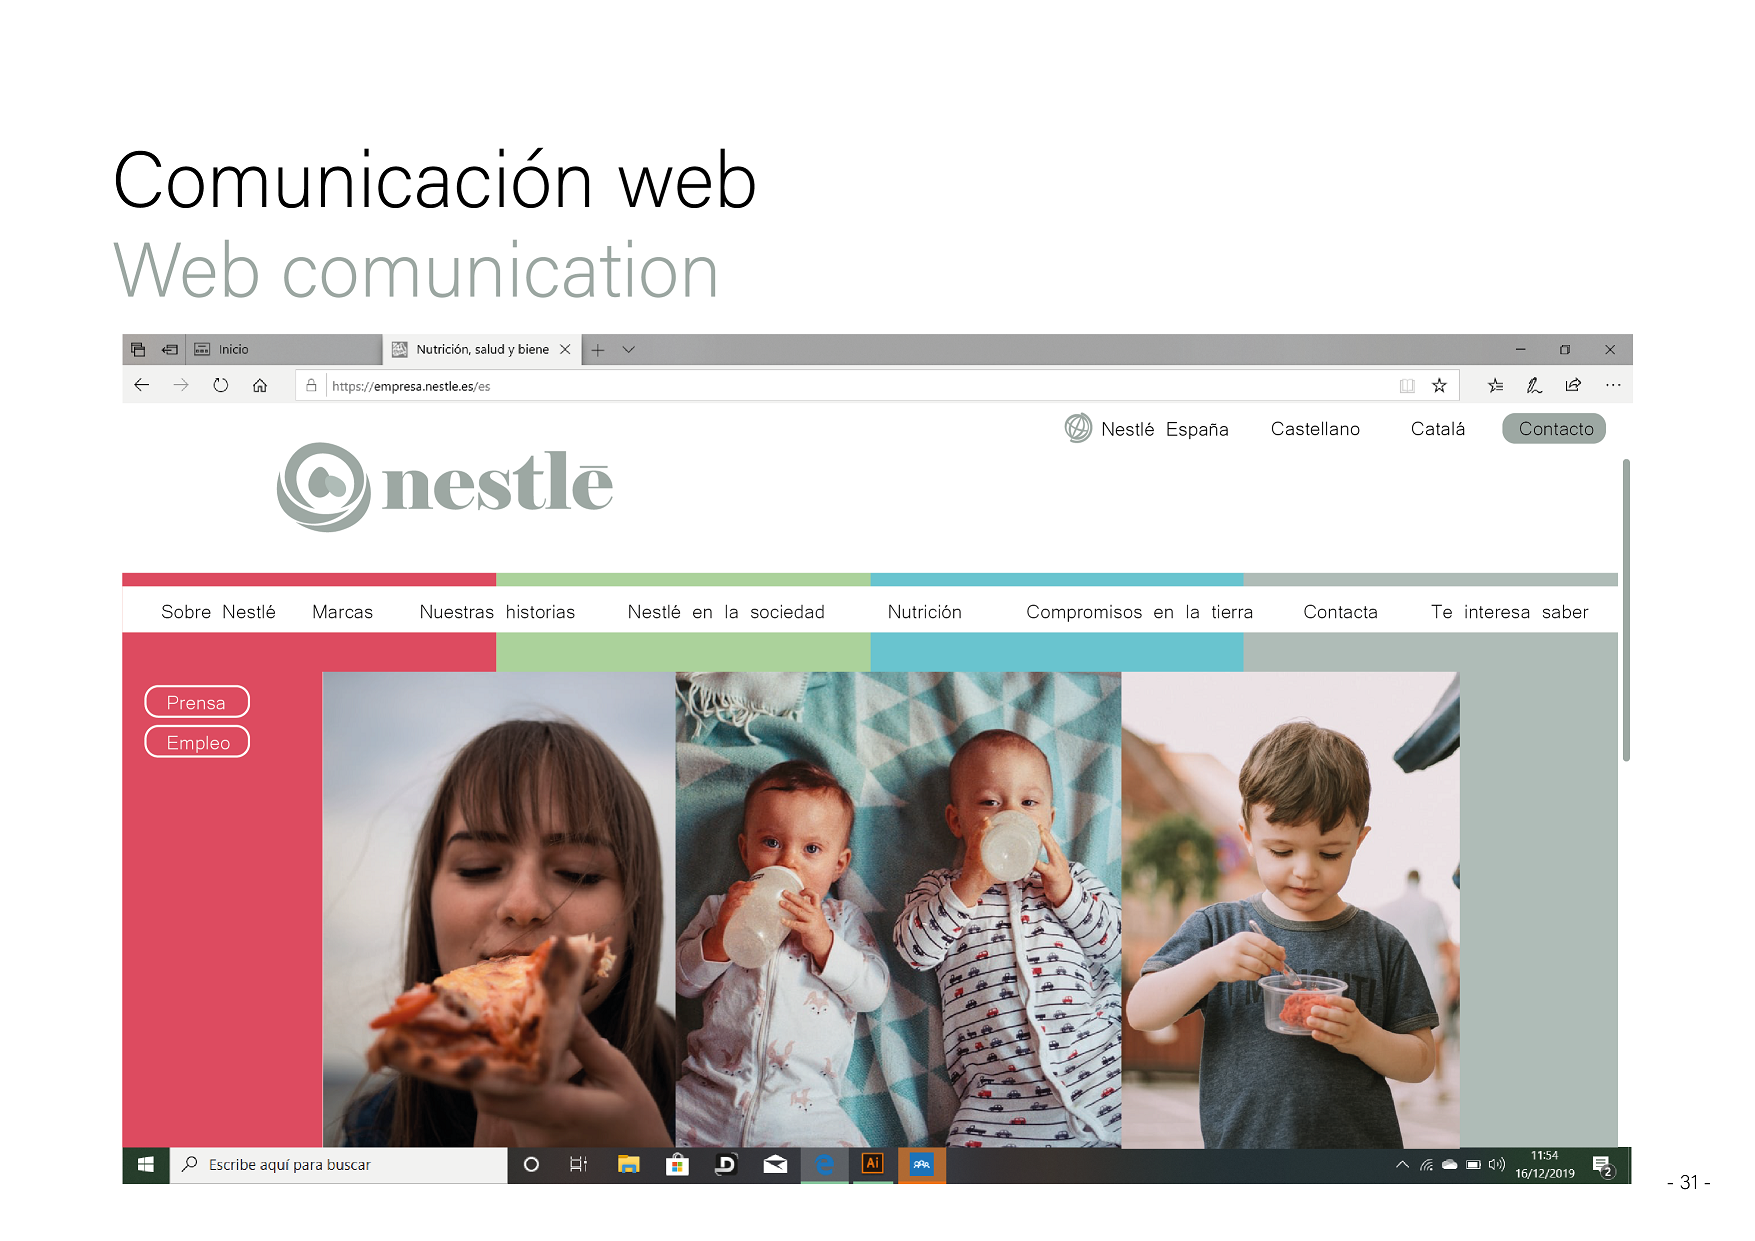 Comunicación web
Web comunication
Inicio
Nutrición, salud y biene
https://empresa.nestle.es/es
Nestlé España Castellano Catalá Contacto
nestlē
Sobre Nestlé Marcas Nuestras historias Nestlé en la sociedad Nutrición Compromisos en la tierra Contacta Te interesa saber
Prensa
Empleo
Escribe aquí para buscar
Ai
11:54
16/12/2019
2
- 31 -